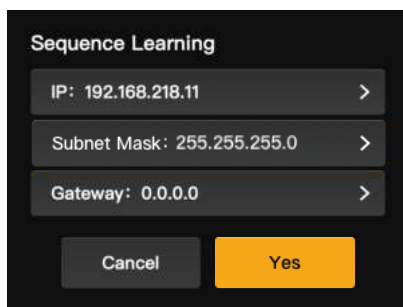 Sequence Learning
IP: 192.168.218.11 >
Subnet Mask: 255.255.255.0 >
Gateway: 0.0.0.0 >
Cancel Yes